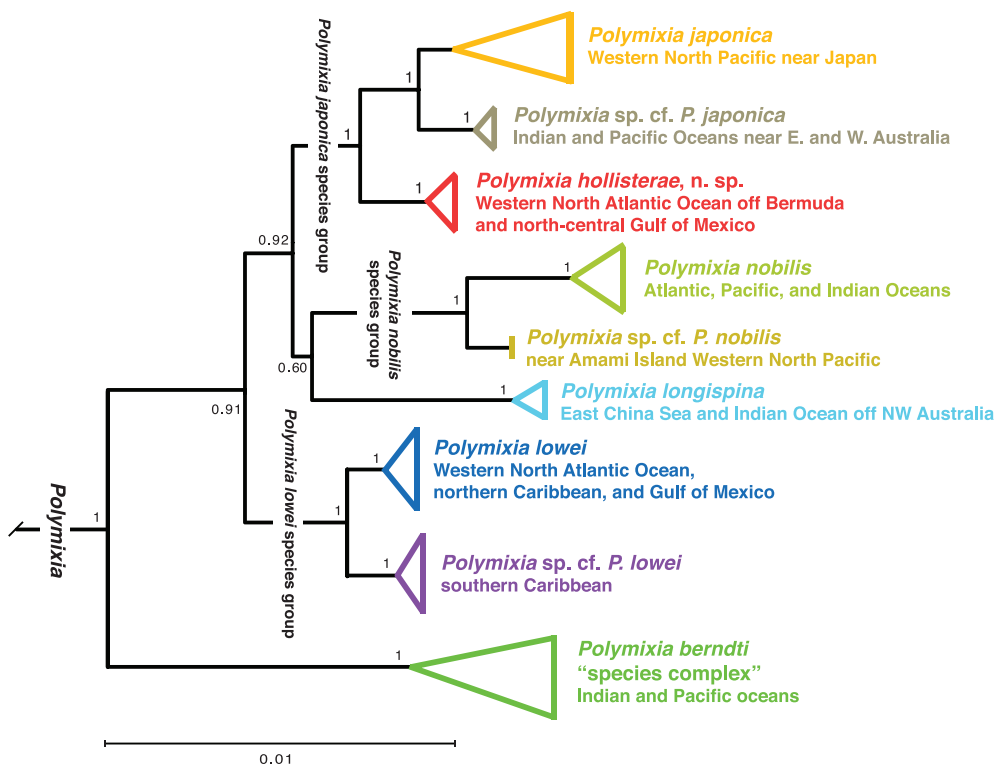 Polymixia japonica
Western North Pacific near Japan
1
1
Polymixia sp. cf. P. japonica
Indian and Pacific Oceans near E. and W. Australia
Polymixia japonica species group
1
1
Polymixia hollisterae, n. sp.
Western North Atlantic Ocean off Bermuda
and north-central Gulf of Mexico
0.92
Polymixia nobilis
species group
1
1
Polymixia nobilis
Atlantic, Pacific, and Indian Oceans
Polymixia sp. cf. P. nobilis
near Amami Island Western North Pacific
0.60
1
Polymixia longispina
East China Sea and Indian Ocean off NW Australia
0.91
Polymixia lowei species group
1
Polymixia lowei
Western North Atlantic Ocean,
northern Caribbean, and Gulf of Mexico
1
1
Polymixia sp. cf. P. lowei
southern Caribbean
Polymixia
1
1
Polymixia berndti
“species complex”
Indian and Pacific oceans
0.01